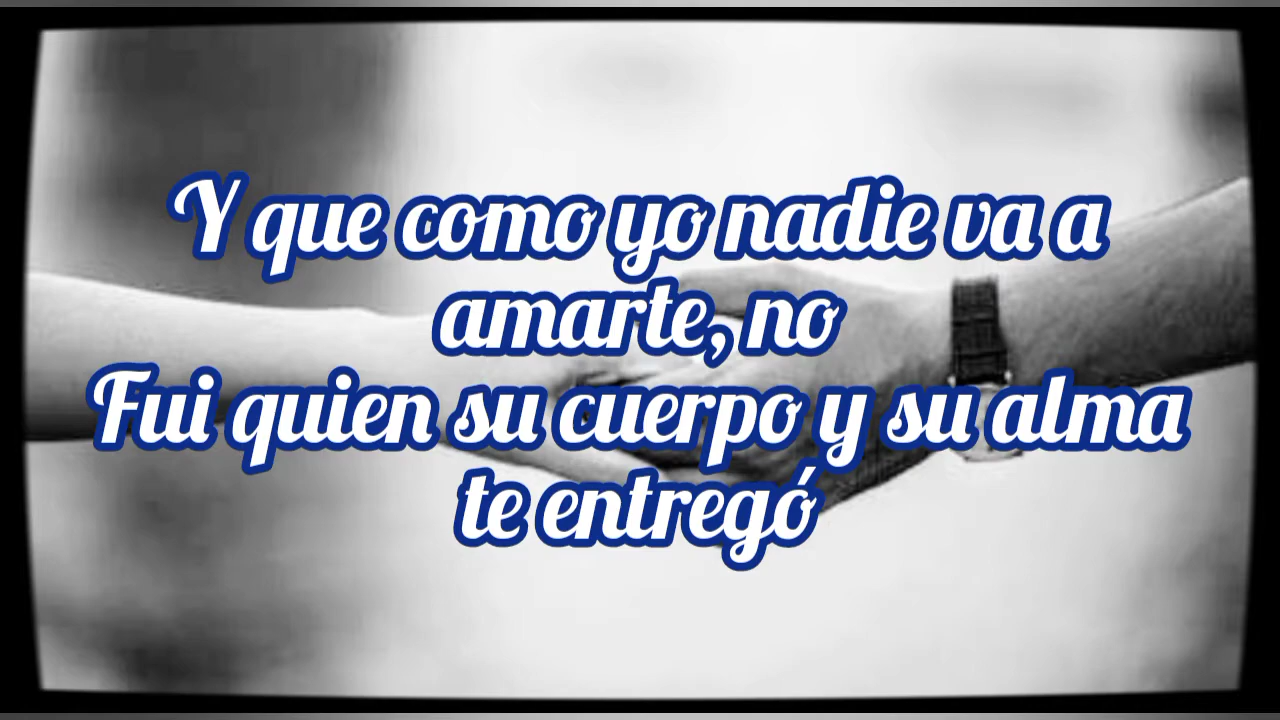 Y que como yo nadie va a
amarte, no
Fui quien su cuerpo y su alma
te entregó